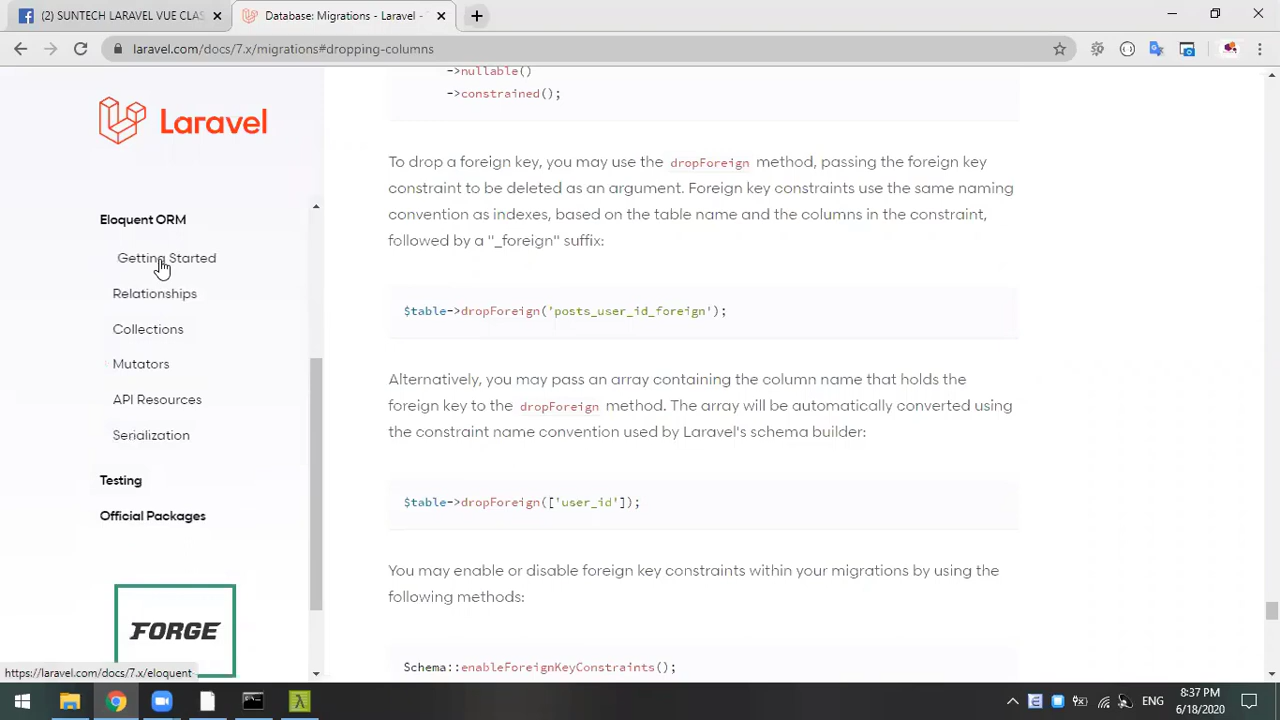 (2) SUNTECH LARAVEL VUE CLAS
Database: Migrations - Laravel -
laravel.com/docs/7.x/migrations#dropping-columns
Laravel
Eloquent ORM
Getting Started
Relationships
Collections
Mutators
API Resources
Serialization
Testing
Official Packages
FORGE
->nullable()
->constrained();
To drop a foreign key, you may use the dropForeign method, passing the foreign key
constraint to be deleted as an argument. Foreign key constraints use the same naming
convention as indexes, based on the table name and the columns in the constraint,
followed by a "_foreign" suffix:
$table->dropForeign('posts_user_id_foreign');
Alternatively, you may pass an array containing the column name that holds the
foreign key to the dropForeign method. The array will be automatically converted using
the constraint name convention used by Laravel's schema builder:
$table->dropForeign(['user_id']);
You may enable or disable foreign key constraints within your migrations by using the
following methods:
Schema::enableForeignKeyConstraints();
https://laravel.com/docs/7.x/eloquent
ENG
8:37 PM
6/18/2020